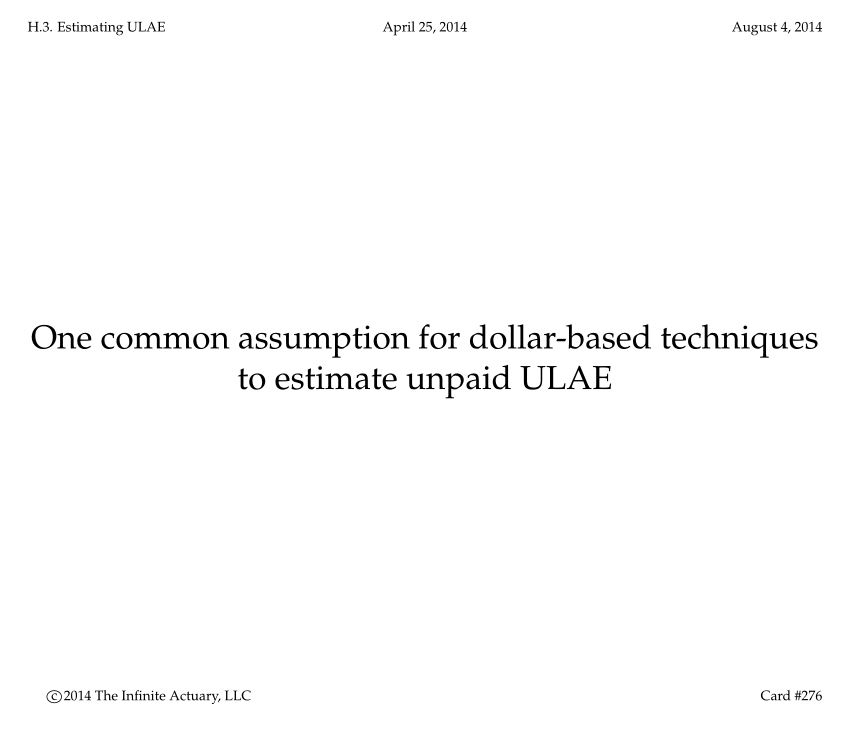 H.3. Estimating ULAE April 25, 2014 August 4, 2014
One common assumption for dollar-based techniques
to estimate unpaid ULAE
©2014 The Infinite Actuary, LLC Card #276